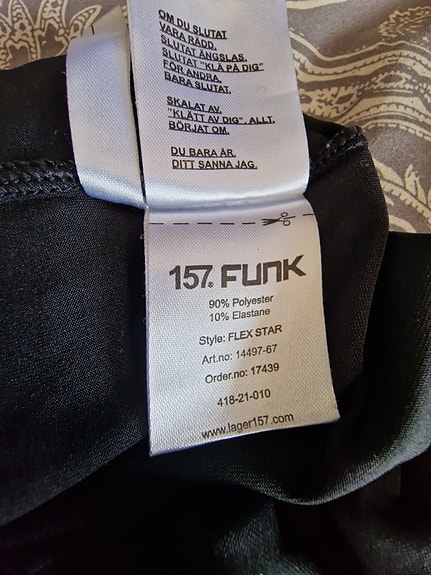 OM DU SLUTAT
VARA RÄDD.
SLUTAT ÄNGSLAS.
SLUTAT "KLÄ PÅ DIG"
FÖR ANDRA.
BARA SLUTAT.
SKALAT AV.
"KLÄTT AV DIG". ALLT.
BÖRJAT OM.
DU BARA ÄR.
DITT SANNA JAG.
157. FUNK
90% Polyester
10% Elastane
Style: FLEX STAR
Art.no: 14497-67
Order.no: 17439
418-21-010
www.lager157.com